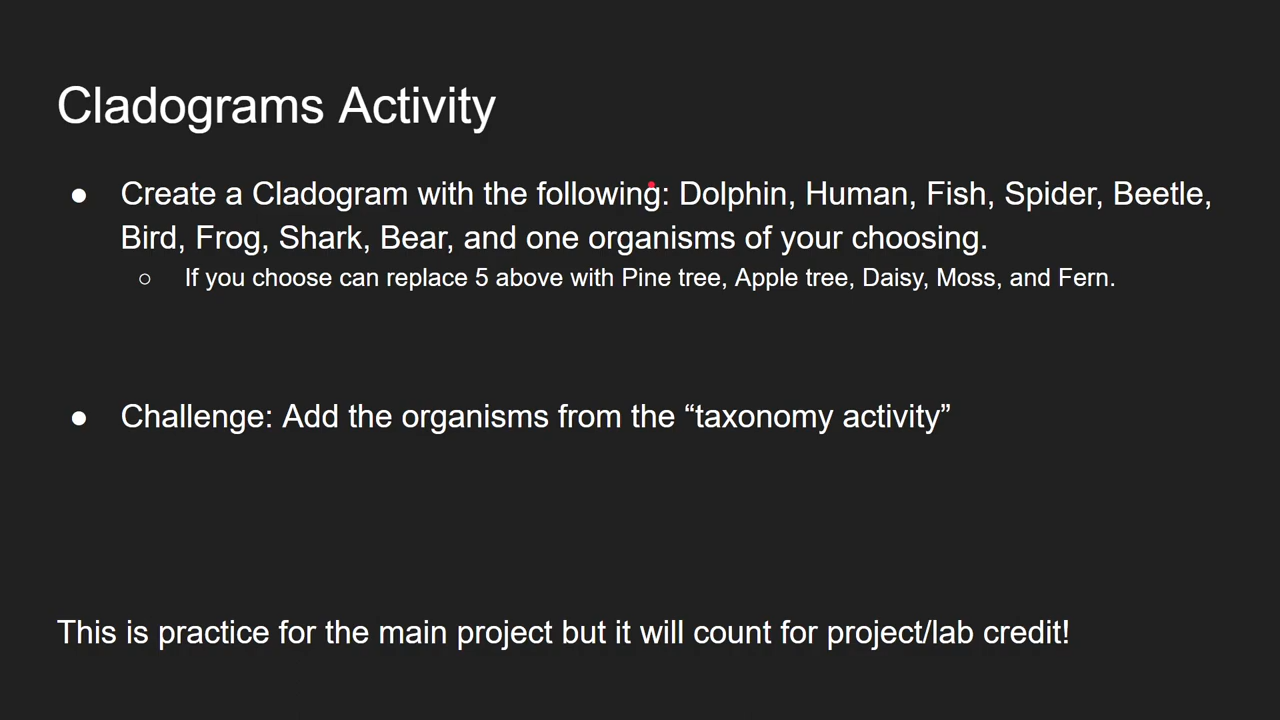 Cladograms Activity
● Create a Cladogram with the following: Dolphin, Human, Fish, Spider, Beetle,
Bird, Frog, Shark, Bear, and one organisms of your choosing.
○ If you choose can replace 5 above with Pine tree, Apple tree, Daisy, Moss, and Fern.
● Challenge: Add the organisms from the “taxonomy activity”
This is practice for the main project but it will count for project/lab credit!